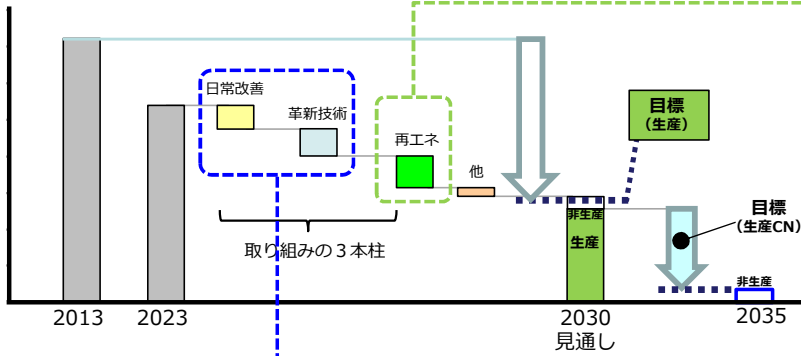 日常改善
革新技術
再エネ
他
目標
（生産）
取り組みの３本柱
非生産
生産
目標
（生産CN）
非生産
2013
2023
2030
見通し
2035